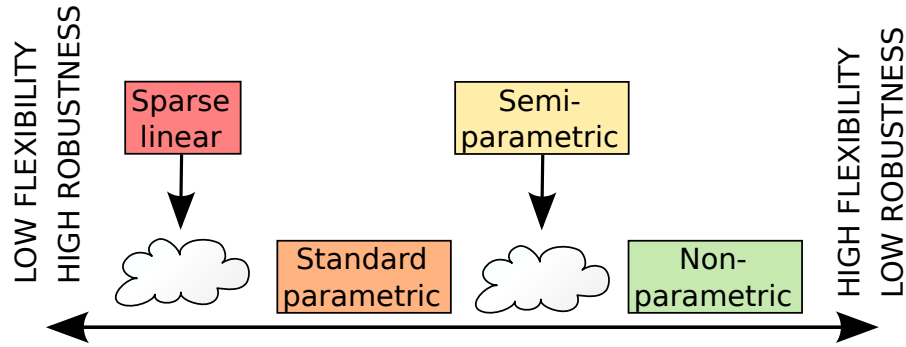 LOW FLEXIBILITY
HIGH ROBUSTNESS
Sparse
linear
Semi-
parametric
Standard
parametric
Non-
parametric
HIGH FLEXIBILITY
LOW ROBUSTNESS